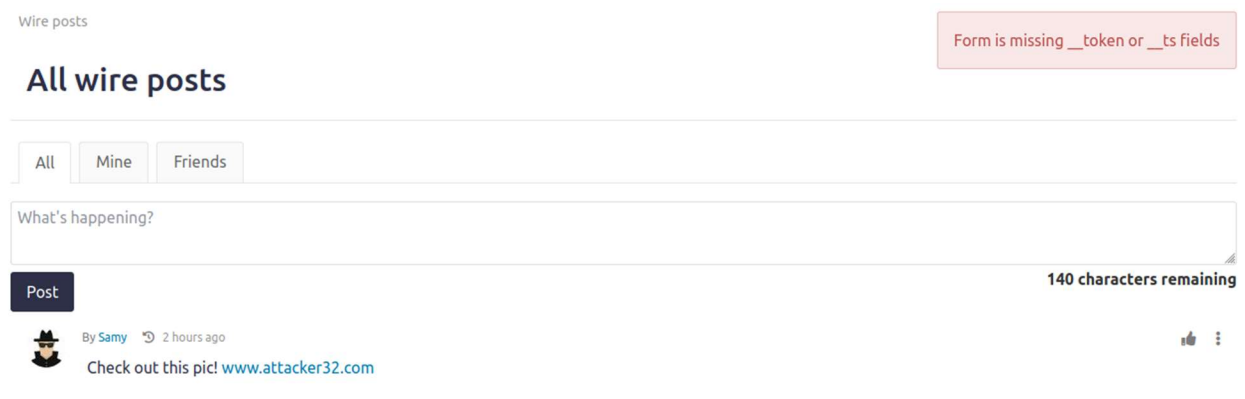 Wire posts
Form is missing __token or __ts fields
All wire posts
All
Mine
Friends
What's happening?
140 characters remaining
Post
By Samy 2 hours ago
Check out this pic! www.attacker32.com